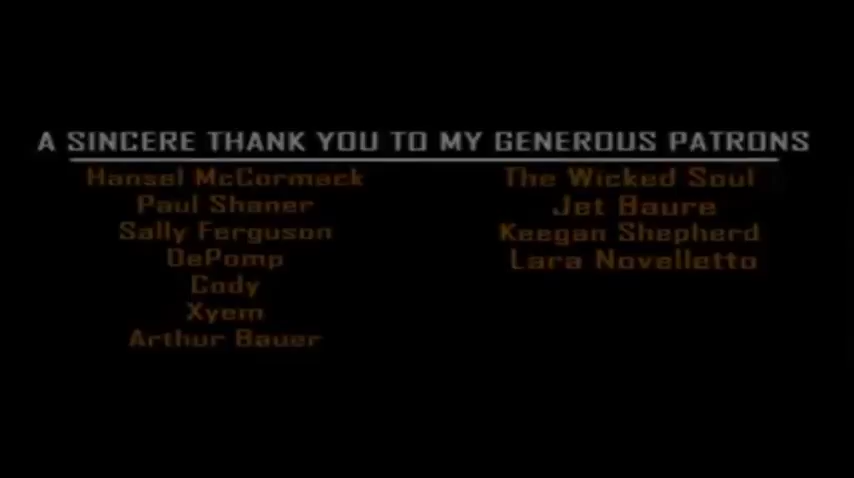 A SINCERE THANK YOU TO MY GENEROUS PATRONS
Hansel McCormack
Paul Shaner
Sally Ferguson
DePomp
Cody
Xyem
Arthur Bauer
The Wicked Soul
Jet Baure
Keegan Shepherd
Lara Novelletto